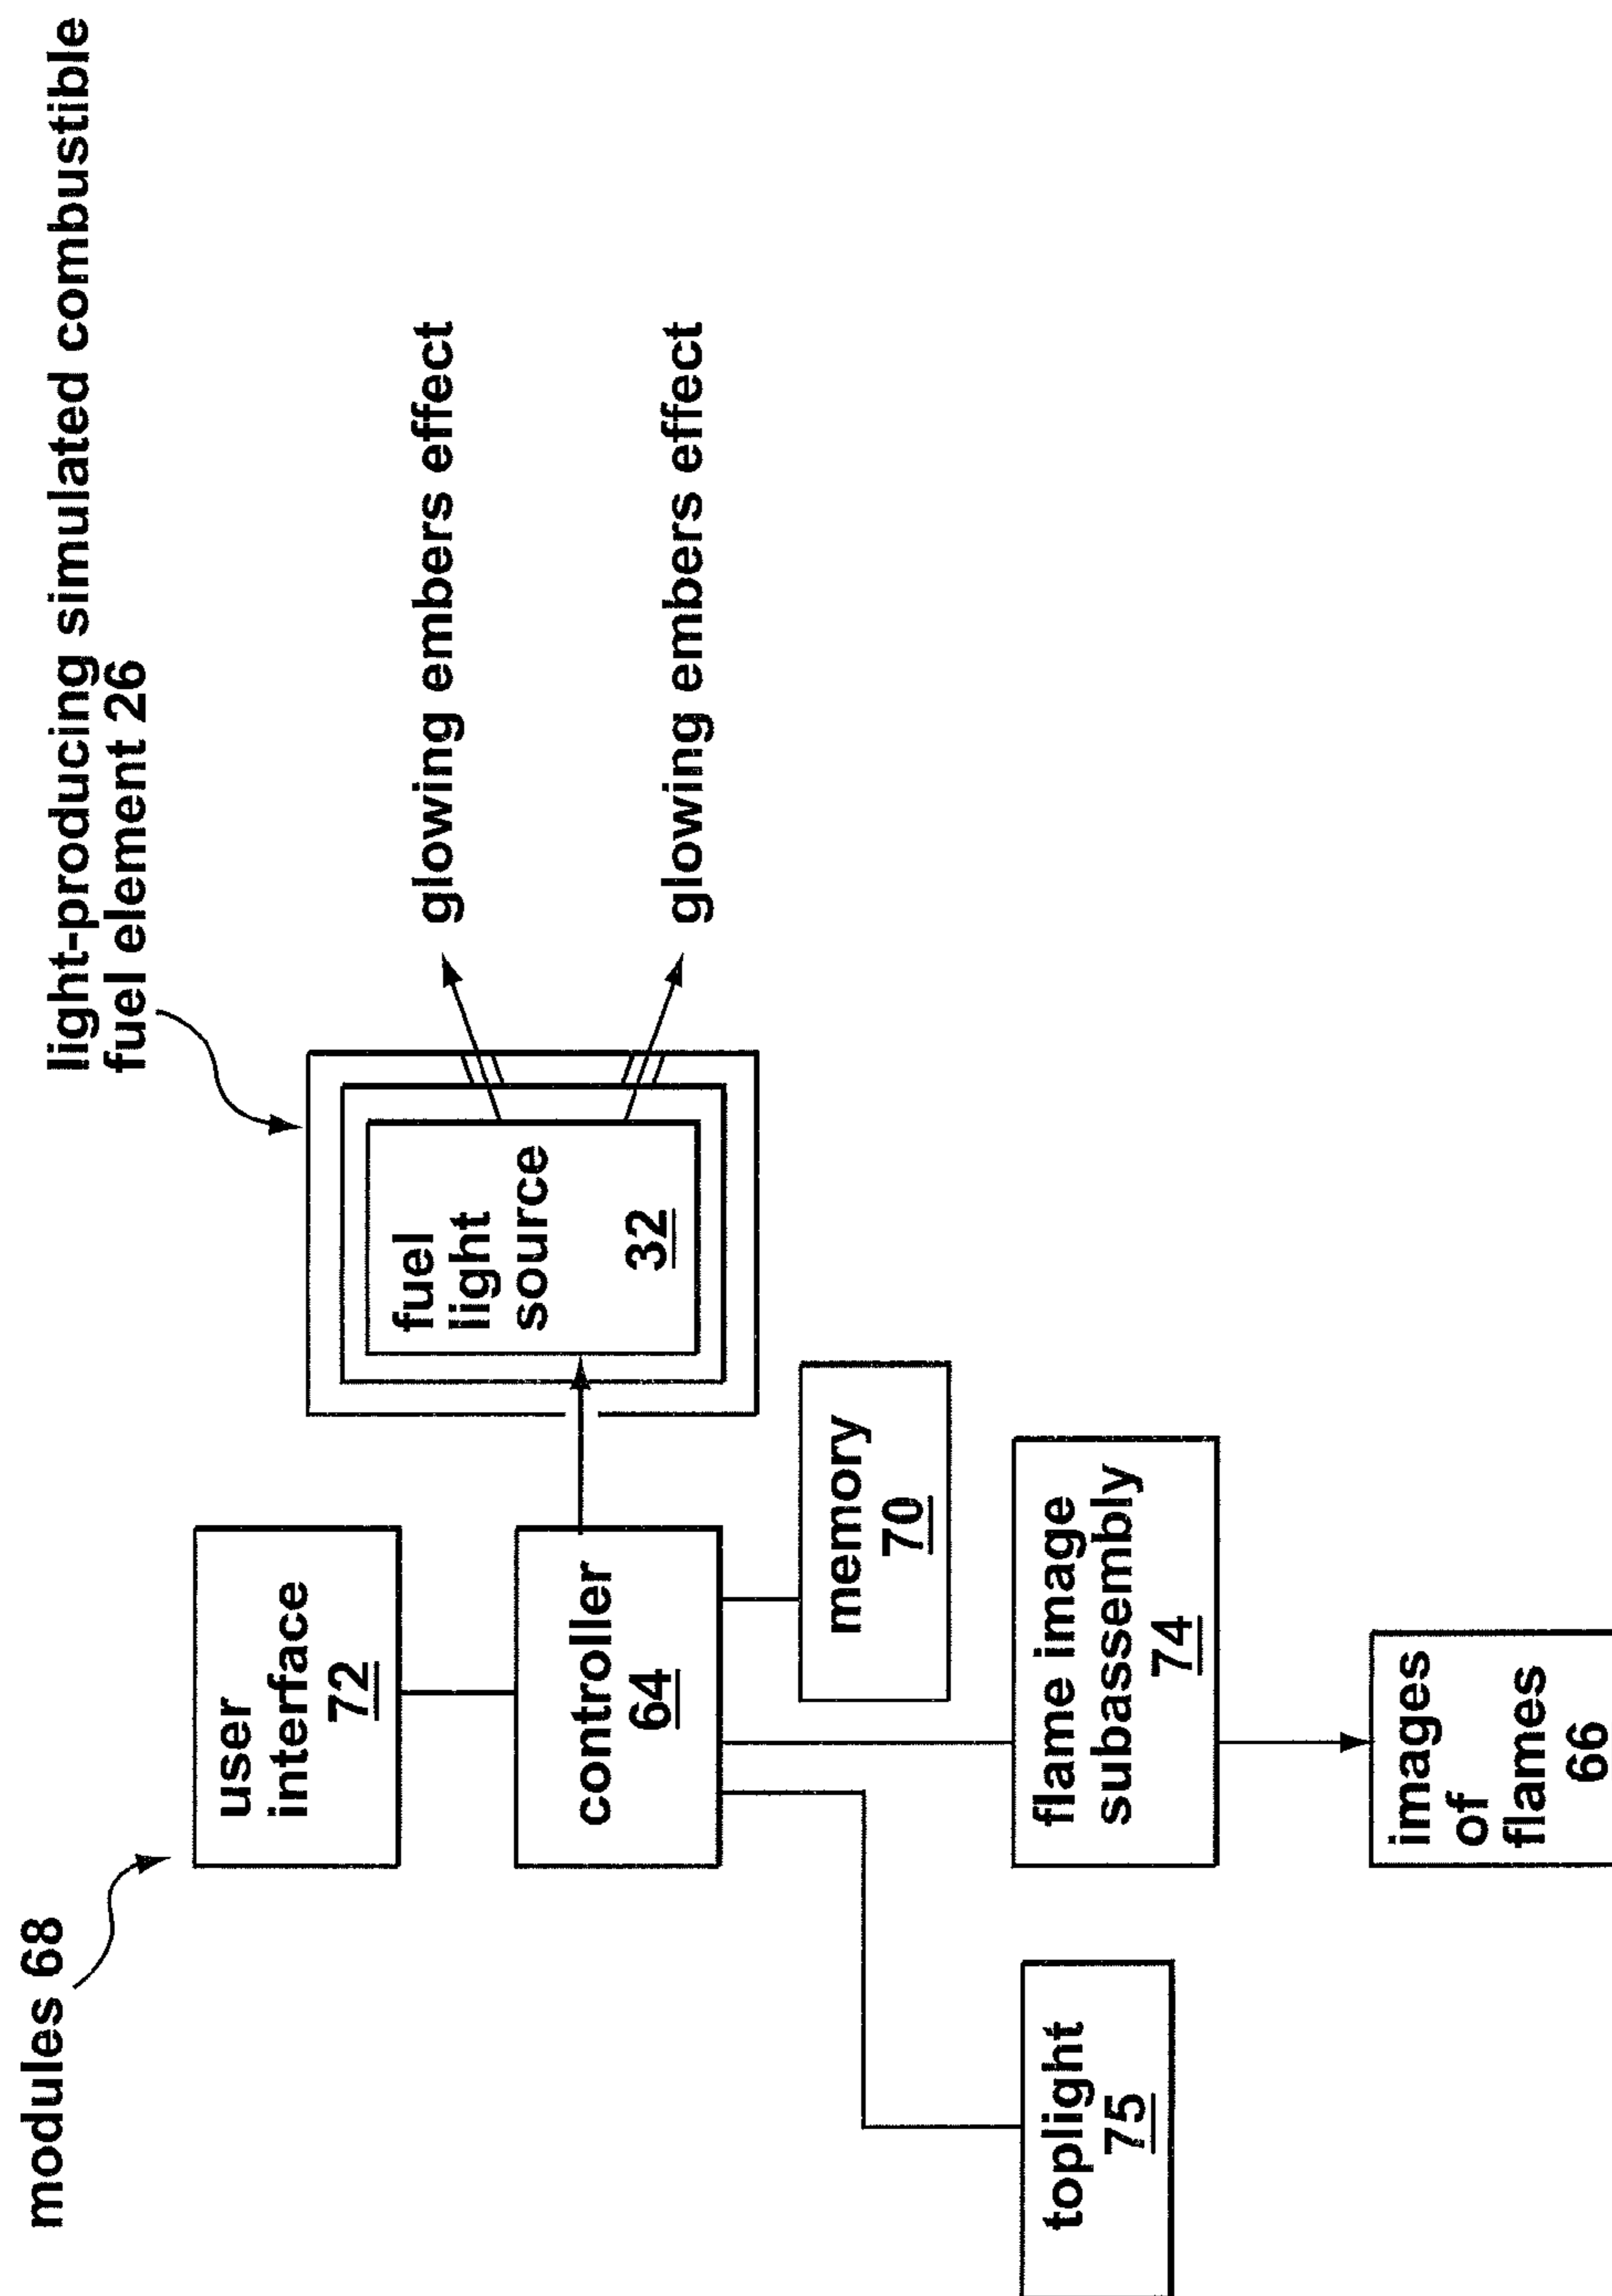 modules 68
light-producing simulated combustible
fuel element 26
user
interface
72
controller
64
fuel
light
source
32
glowing embers effect
glowing embers effect
memory
70
toplight
75
flame image
subassembly
74
images
of
flames
66